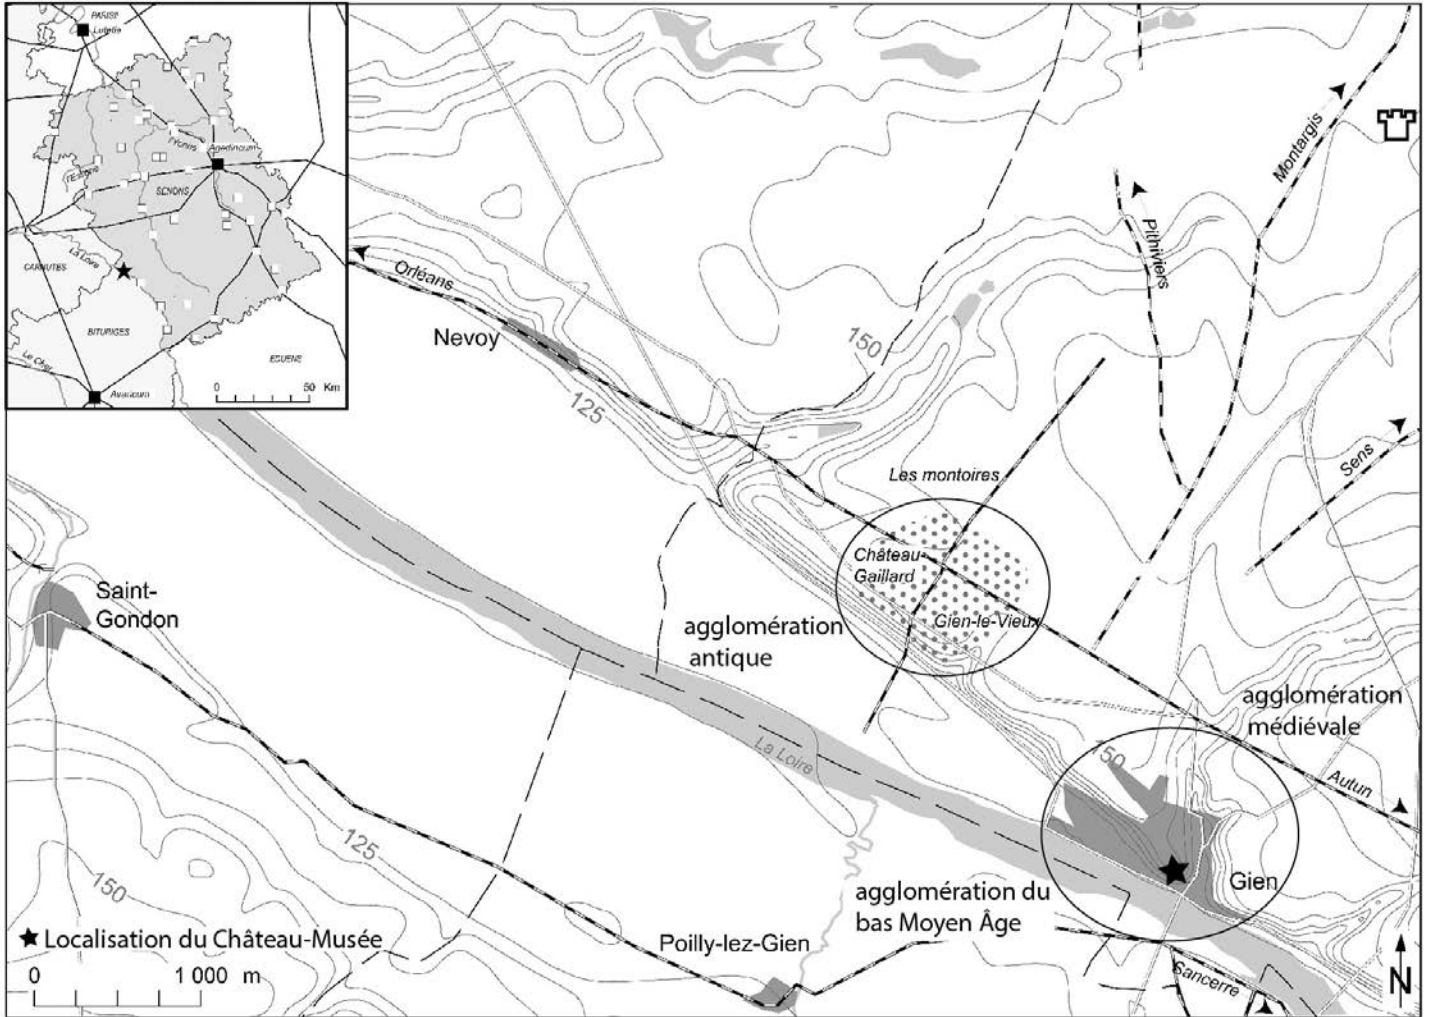 PARISII
Lutetia
l'Yonne
Agedincum
l'Essonne
SENONS
La Loire
CARNUTES
BITURIGES
Le Cher
EDUENS
Avaricum
0 50 Km
Montargis
Pithiviers
Orléans
Nevoy
150
125
Sens
Les montoires
Château-
Gaillard
Gien-le-Vieux
Saint-
Gondon
agglomération
antique
agglomération
médiévale
150
La Loire
Autun
125
150
Gien
agglomération du
bas Moyen Âge
Poilly-lez-Gien
Sancerre
Localisation du Château-Musée
0 1 000 m
N